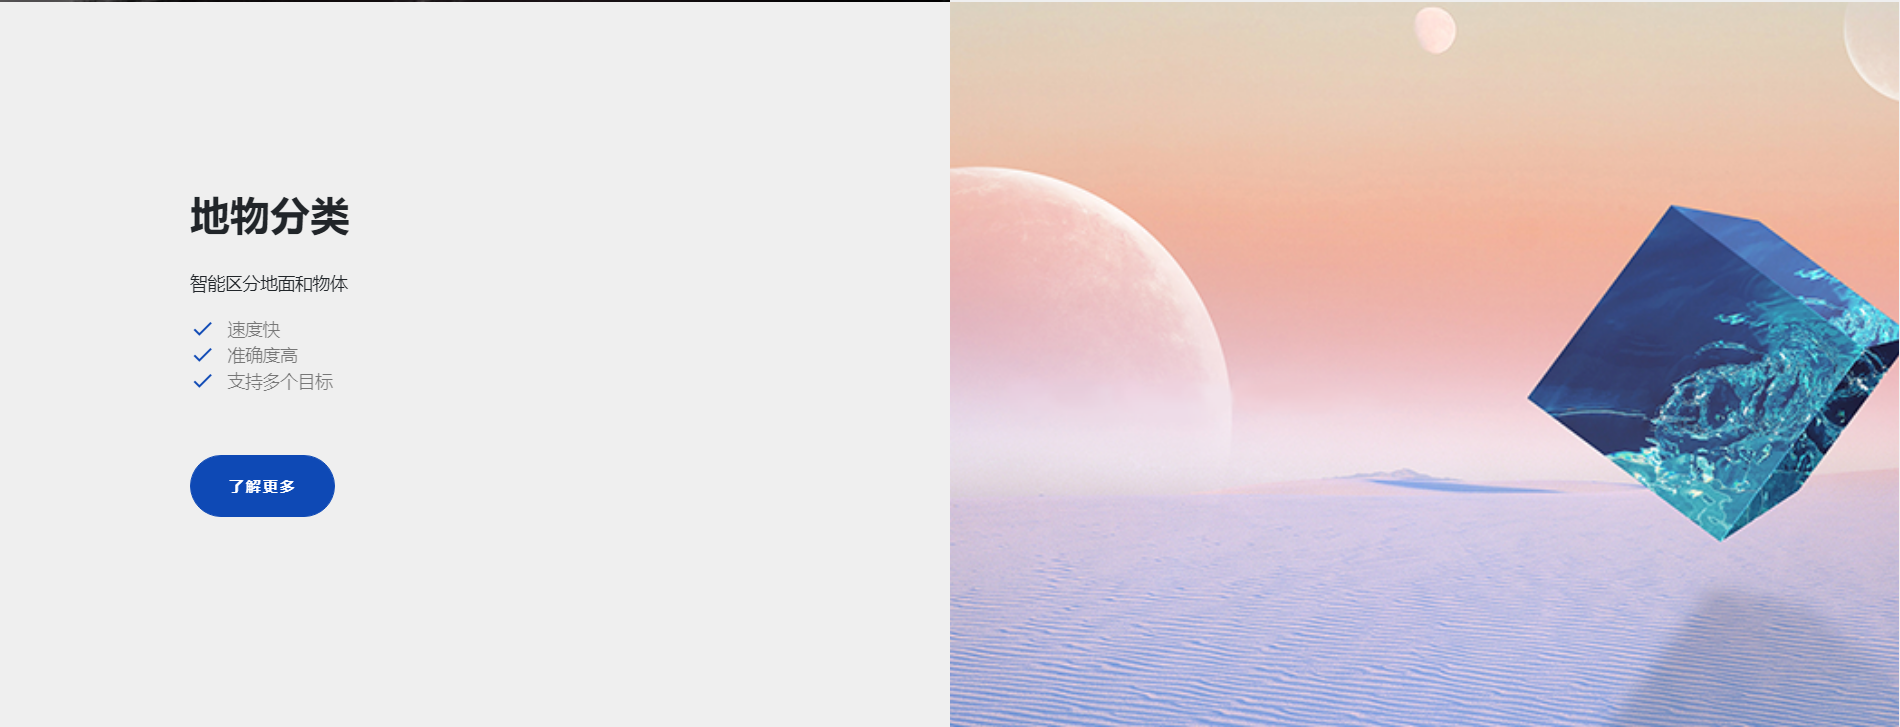 地物分类
智能区分地面和物体
速度快
准确度高
支持多个目标
了解更多